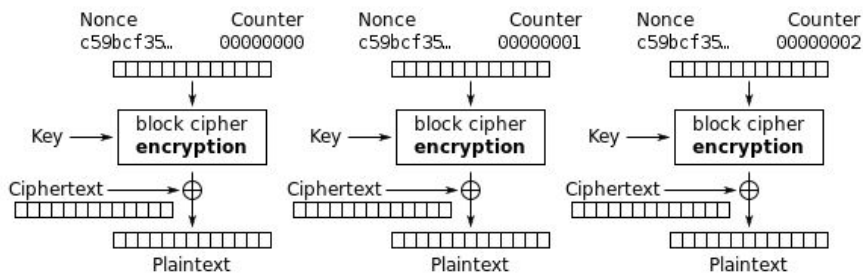 Nonce Counter Nonce Counter Nonce Counter
c59bcf35… 00000000 c59bcf35… 00000001 c59bcf35… 00000002
Key block cipher encryption Key block cipher encryption Key block cipher encryption
Ciphertext Ciphertext Ciphertext
Plaintext Plaintext Plaintext